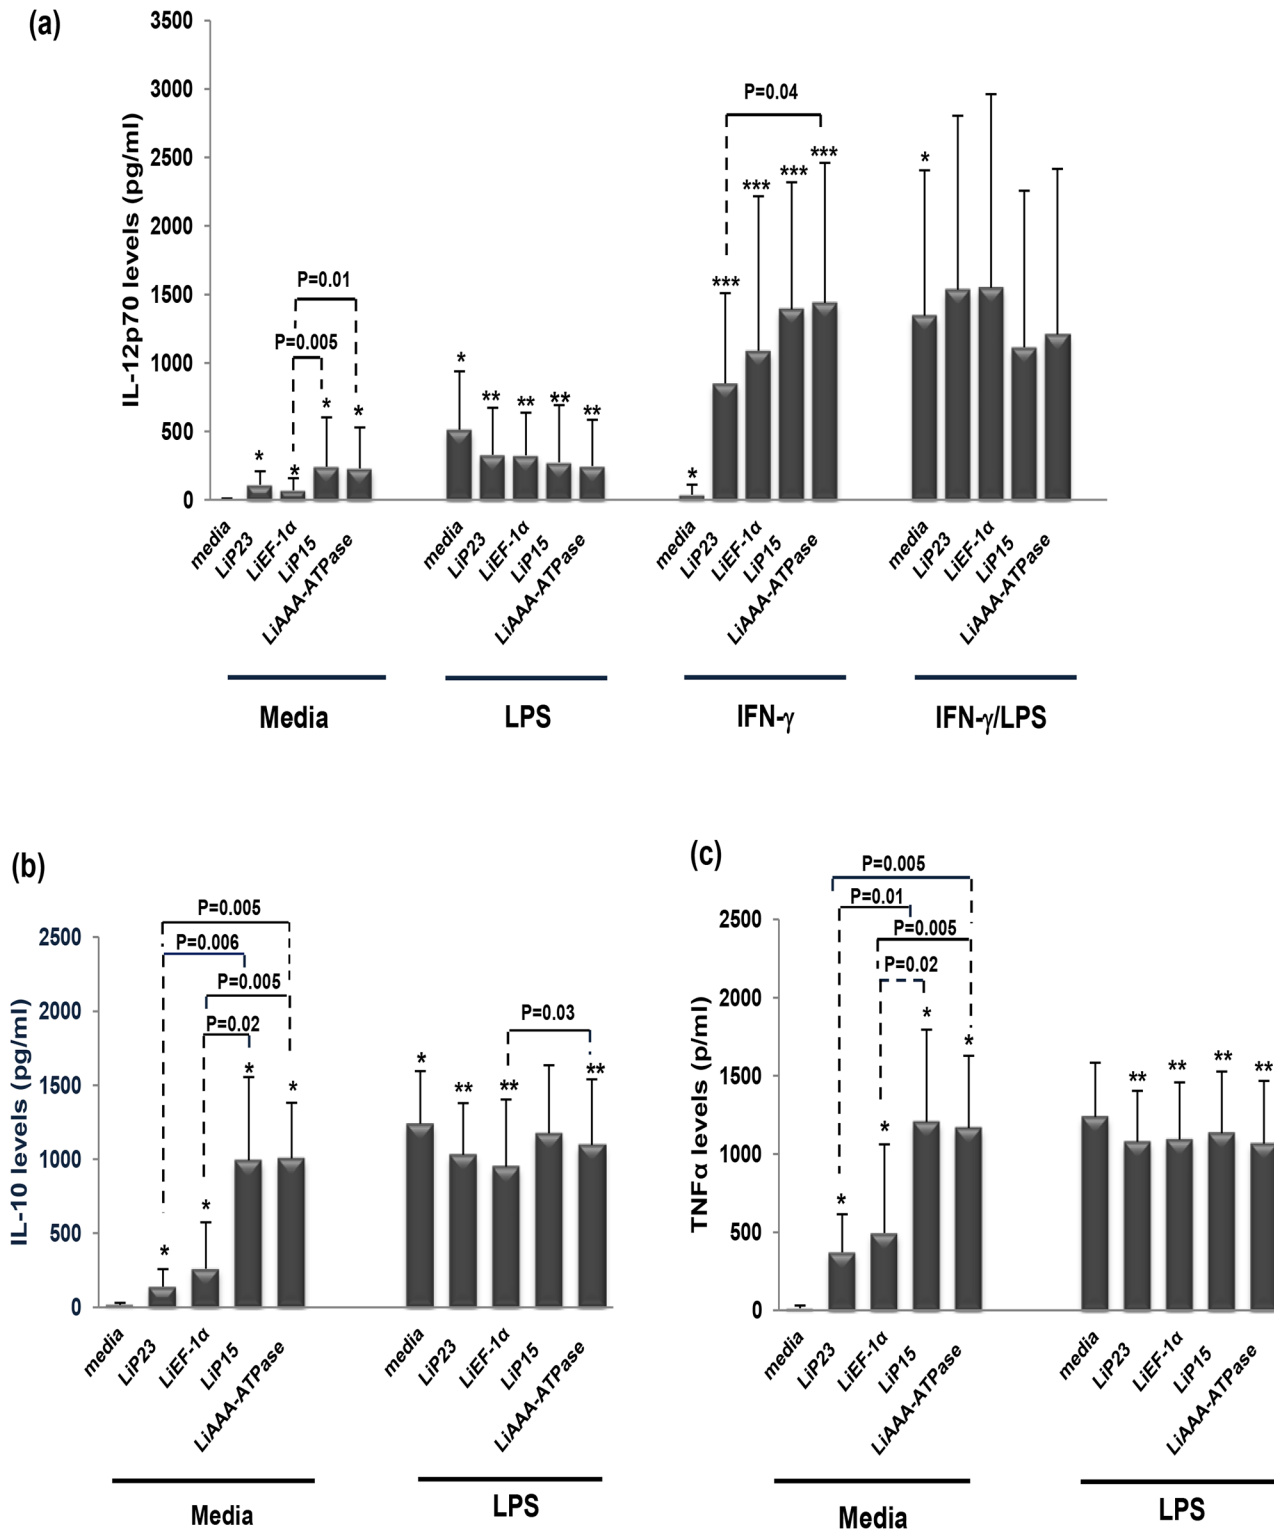 (a)
IL-12p70 levels (pg/ml)
3500
3000
2500
2000
1500
1000
500
0
P=0.04
P=0.01
P=0.005
*
*
*
*
*
**
**
**
**
*
***
***
***
***
*
media
LiP23
LiEF-1α
LiP15
LiAAA-ATPase
media
LiP23
LiEF-1α
LiP15
LiAAA-ATPase
media
LiP23
LiEF-1α
LiP15
LiAAA-ATPase
media
LiP23
LiEF-1α
LiP15
LiAAA-ATPase
Media
LPS
IFN-γ
IFN-γ/LPS
(b)
IL-10 levels (pg/ml)
2500
2000
1500
1000
500
0
P=0.005
P=0.006
P=0.005
P=0.02
P=0.03
*
*
*
*
*
**
**
**
media
LiP23
LiEF-1α
LiP15
LiAAA-ATPase
media
LiP23
LiEF-1α
LiP15
LiAAA-ATPase
Media
LPS
(c)
TNFα levels (p/ml)
2500
2000
1500
1000
500
0
P=0.005
P=0.01
P=0.005
P=0.02
*
*
*
*
**
**
**
**
media
LiP23
LiEF-1α
LiP15
LiAAA-ATPase
media
LiP23
LiEF-1α
LiP15
LiAAA-ATPase
Media
LPS